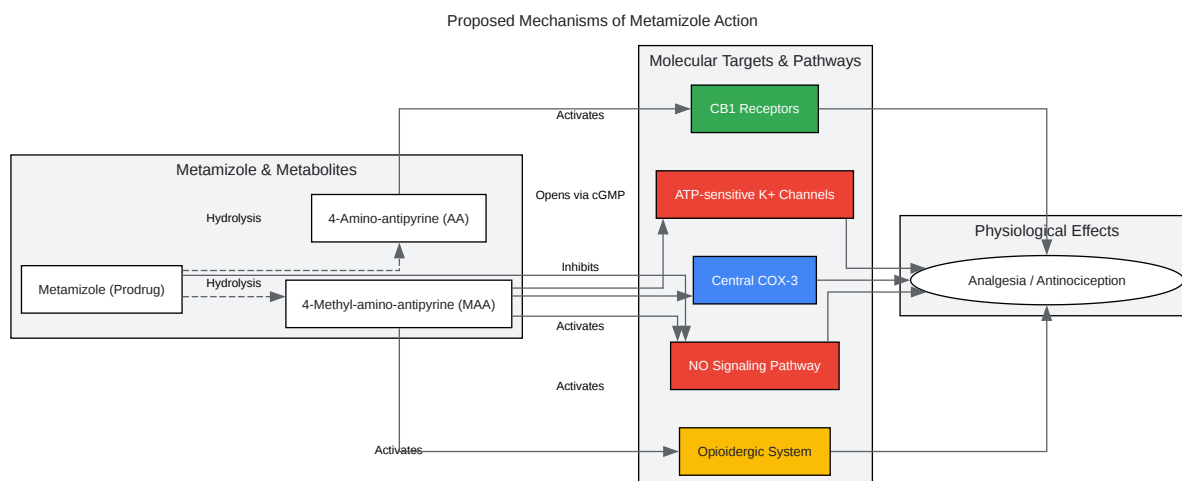 Proposed Mechanisms of Metamizole Action
Molecular Targets & Pathways
CB1 Receptors
Activates
Metamizole & Metabolites
Opens via cGMP
ATP-sensitive K+ Channels
Hydrolysis
4-Amino-antipyrine (AA)
Physiological Effects
Metamizole (Prodrug)
Hydrolysis
Inhibits
Central COX-3
Analgesia / Antinociception
4-Methyl-amino-antipyrine (MAA)
Activates
NO Signaling Pathway
Activates
Activates
Opioidergic System